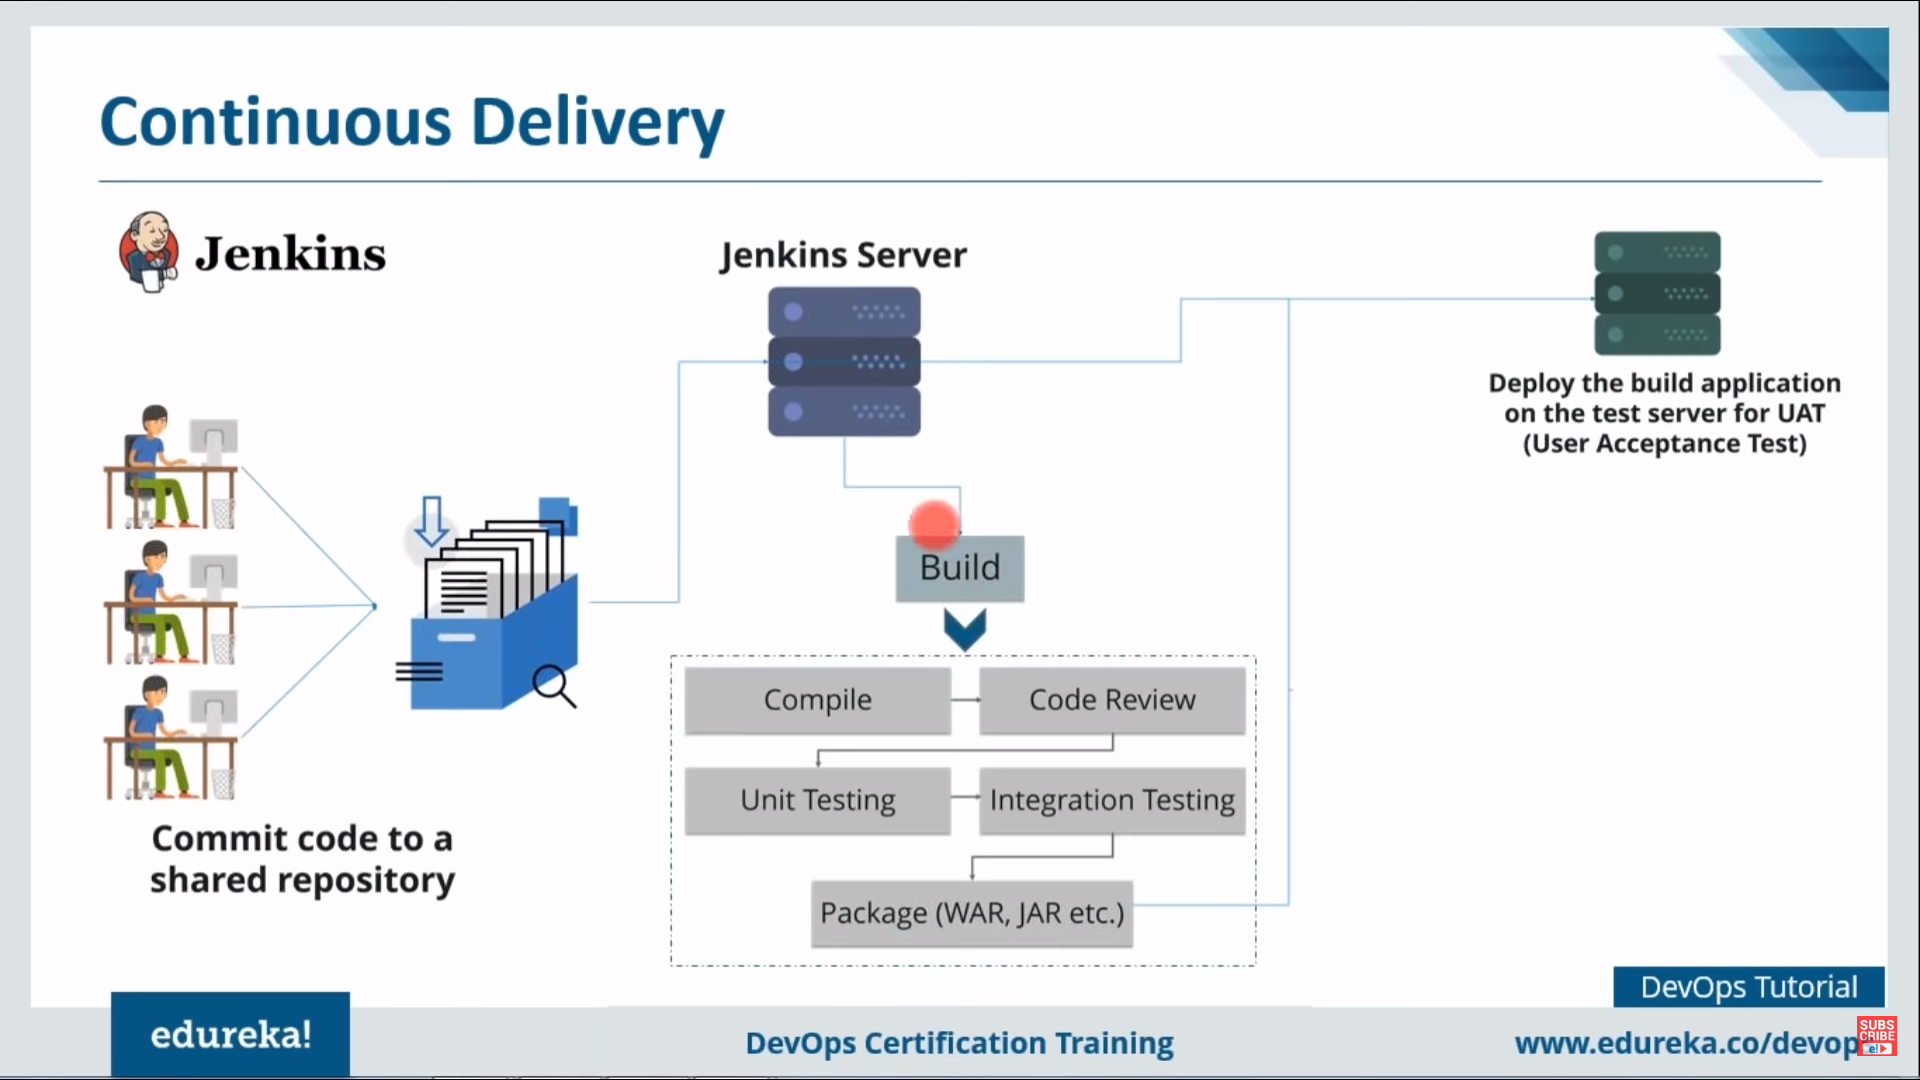 Continuous Delivery
Jenkins
Jenkins Server
Deploy the build application
on the test server for UAT
(User Acceptance Test)
Build
Compile
Code Review
Unit Testing
Integration Testing
Package (WAR, JAR etc.)
Commit code to a
shared repository
DevOps Tutorial
edureka!
DevOps Certification Training
www.edureka.co/devop
SUBS
CRIBE
e!